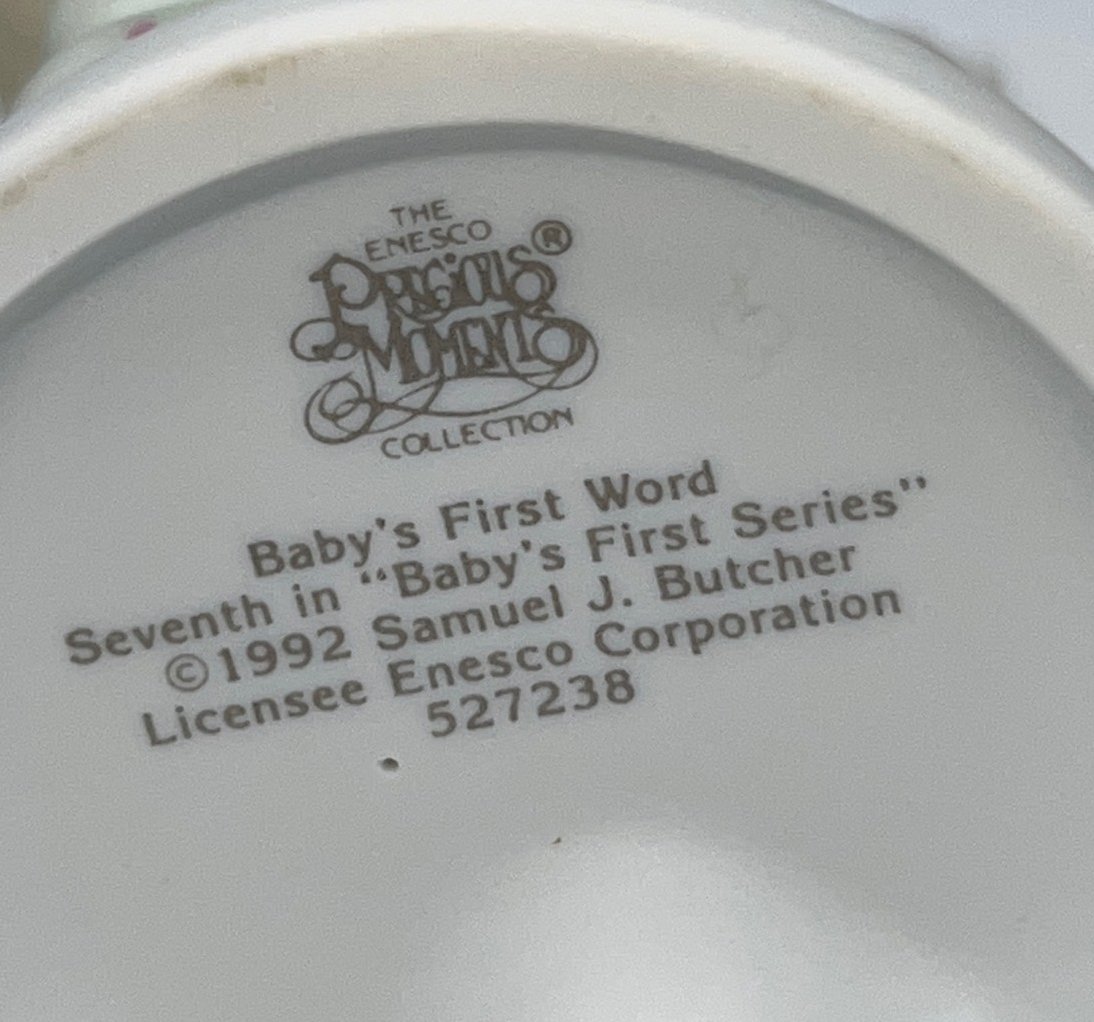 THE
ENESCO
PRECIOUS®
MOMENTS
COLLECTION
Baby's First Word
Seventh in “Baby's First Series”
©1992 Samuel J. Butcher
Licensee Enesco Corporation
527238